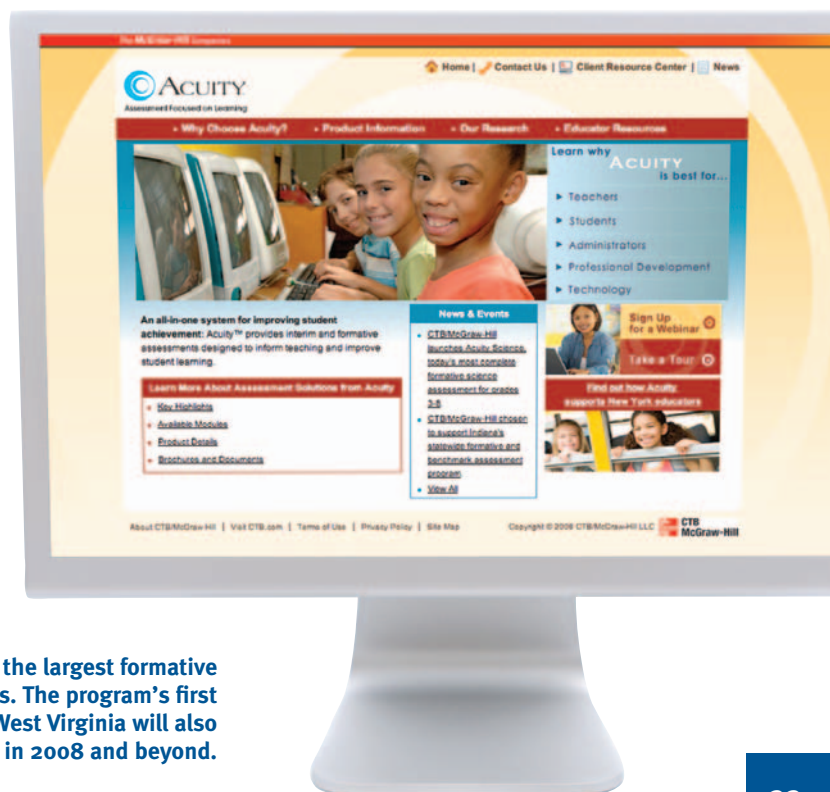 The McGraw-Hill Companies
Home | Contact Us | Client Resource Center | News
ACUITY
Assessment Focused on Learning
Why Choose Acuity? Product Information Our Research Educator Resources
Learn why
ACUITY
is best for...
Teachers
Students
Administrators
Professional Development
Technology
An all-in-one system for improving student
achievement: Acuity™ provides interim and formative
assessments designed to inform teaching and improve
student learning.
Learn More About Assessment Solutions from Acuity
Key Highlights
Available Modules
Product Details
Brochures and Documents
News & Events
CTB/McGraw-Hill
launches Acuity Science,
today's most complete
formative science
assessment for grades
3-8
CTB/McGraw-Hill chosen
to support Indiana's
statewide formative and
benchmark assessment
program
View All
Sign Up
for a Webinar
Take a Tour
Find out how Acuity
supports New York educators
About CTB/McGraw-Hill | Visit CTB.com | Terms of Use | Privacy Policy | Site Map
Copyright © 2008 CTB/McGraw-Hill LLC
CTB
McGraw-Hill
the largest formative
s. The program's first
West Virginia will also
in 2008 and beyond.